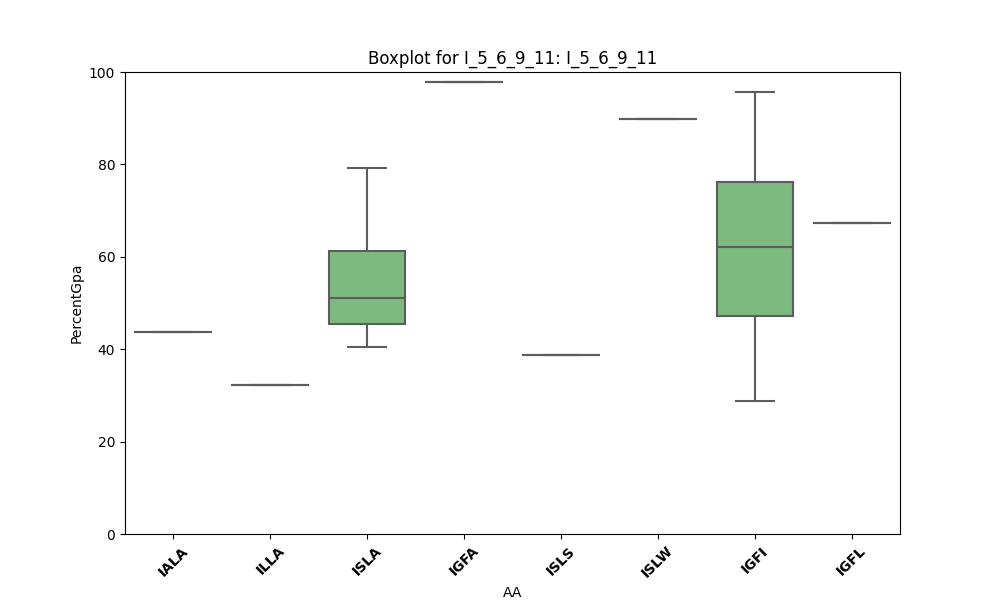 Boxplot for I_5_6_9_11: I_5_6_9_11
PercentGpa
100
80
60
40
20
0
IALA
ILLA
ISLA
IGFA
ISLS
ISLW
IGFI
IGFL
AA